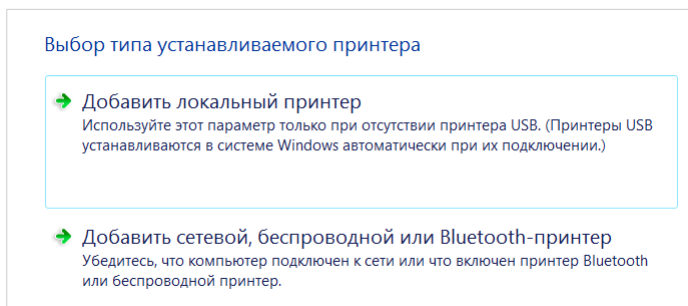 Выбор типа устанавливаемого принтера
Добавить локальный принтер
Используйте этот параметр только при отсутствии принтера USB. (Принтеры USB
устанавливаются в системе Windows автоматически при их подключении.)
Добавить сетевой, беспроводной или Bluetooth-принтер
Убедитесь, что компьютер подключен к сети или что включен принтер Bluetooth
или беспроводной принтер.